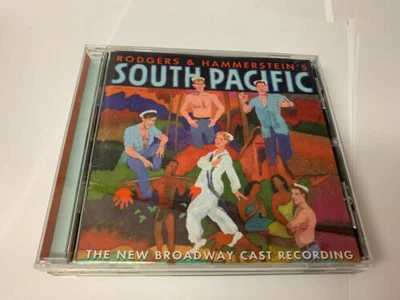 RODGERS & HAMMERSTEIN'S
SOUTH PACIFIC
THE NEW BROADWAY CAST RECORDING